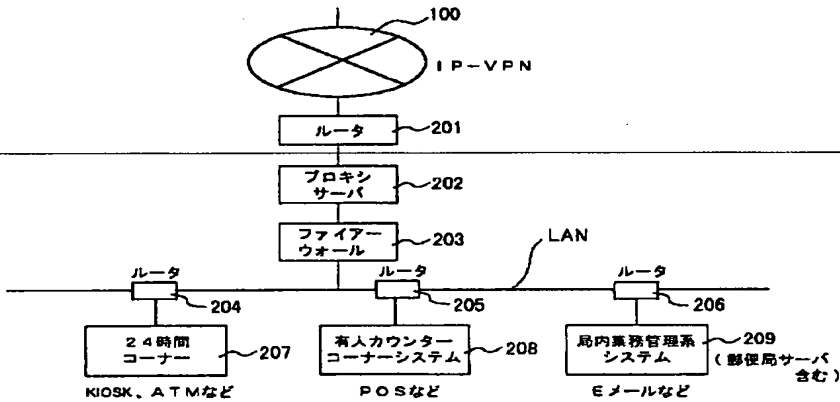 100
IP-VPN
ルータ
201
プロキシ
サーバ
202
ファイアー
ウォール
203
LAN
ルータ
204
ルータ
205
ルータ
206
24時間
コーナー
207
有人カウンター
コーナーシステム
208
局内業務管理系
システム
209
(郵便局サーバ
含む)
KIOSK、ATMなど
POSなど
Eメールなど